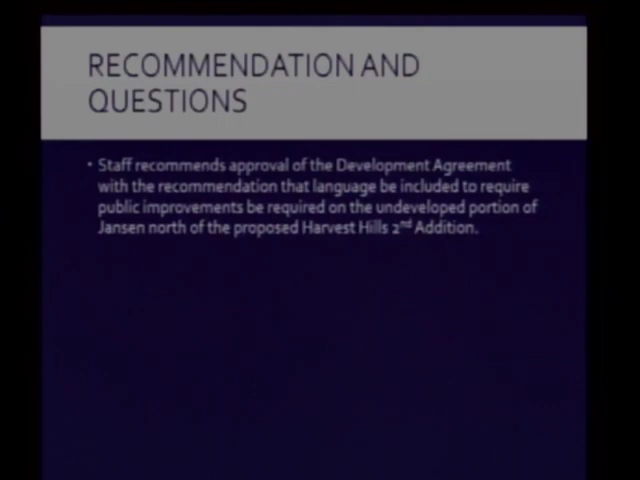 RECOMMENDATION AND
QUESTIONS
• Staff recommends approval of the Development Agreement
with the recommendation that language be included to require
public improvements be required on the undeveloped portion of
Jansen north of the proposed Harvest Hills 2nd Addition.